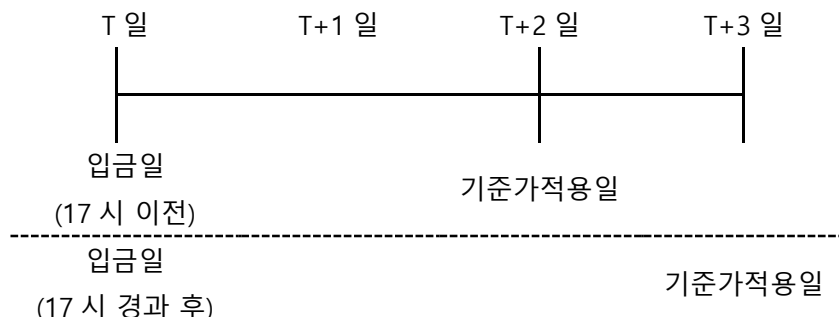 T 일 T+1 일 T+2 일 T+3 일
입금일
(17 시 이전)
기준가적용일
입금일
(17 시 경과 후)
기준가적용일